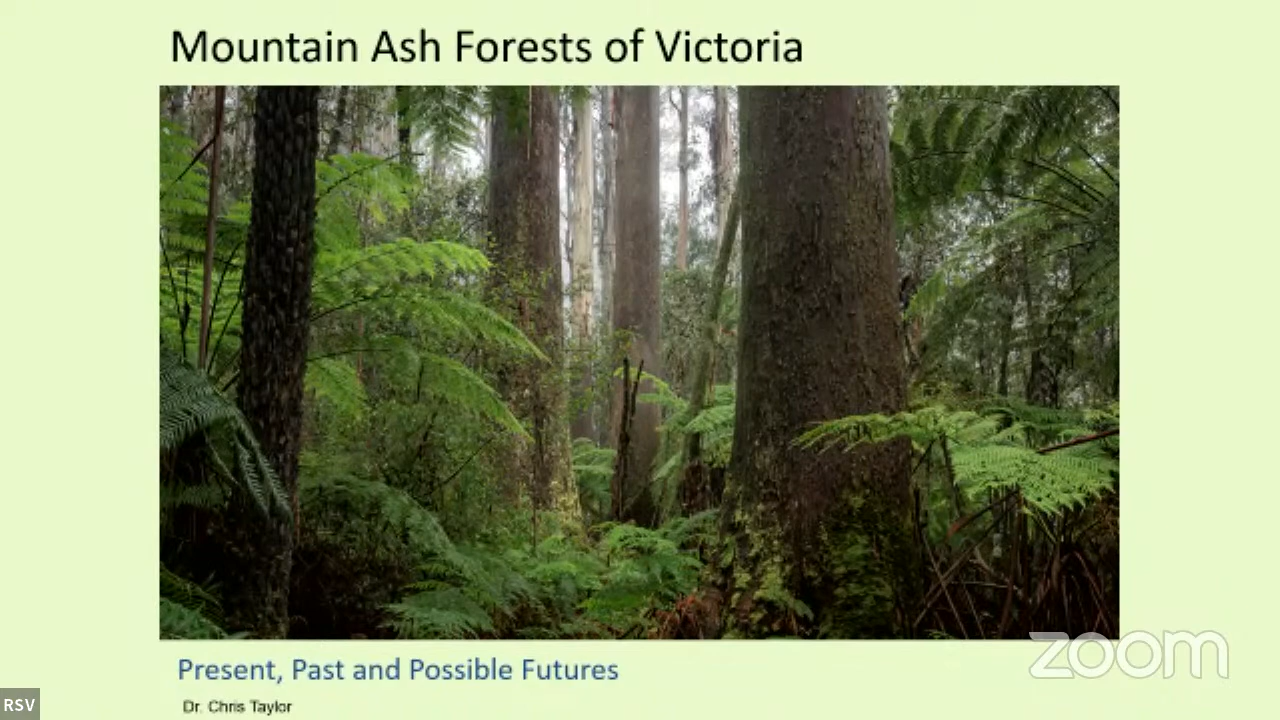 Mountain Ash Forests of Victoria
Present, Past and Possible Futures
Dr. Chris Taylor
zoom
RSV